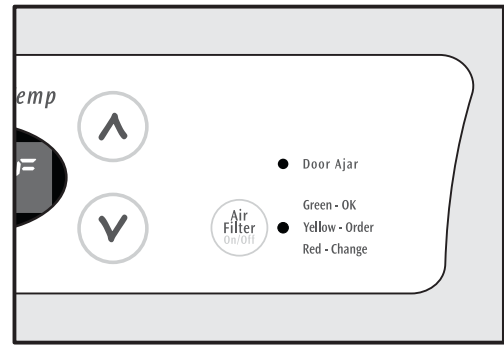 emp
Door Ajar
Air
Filter
On/Off
Green - OK
Yellow - Order
Red - Change